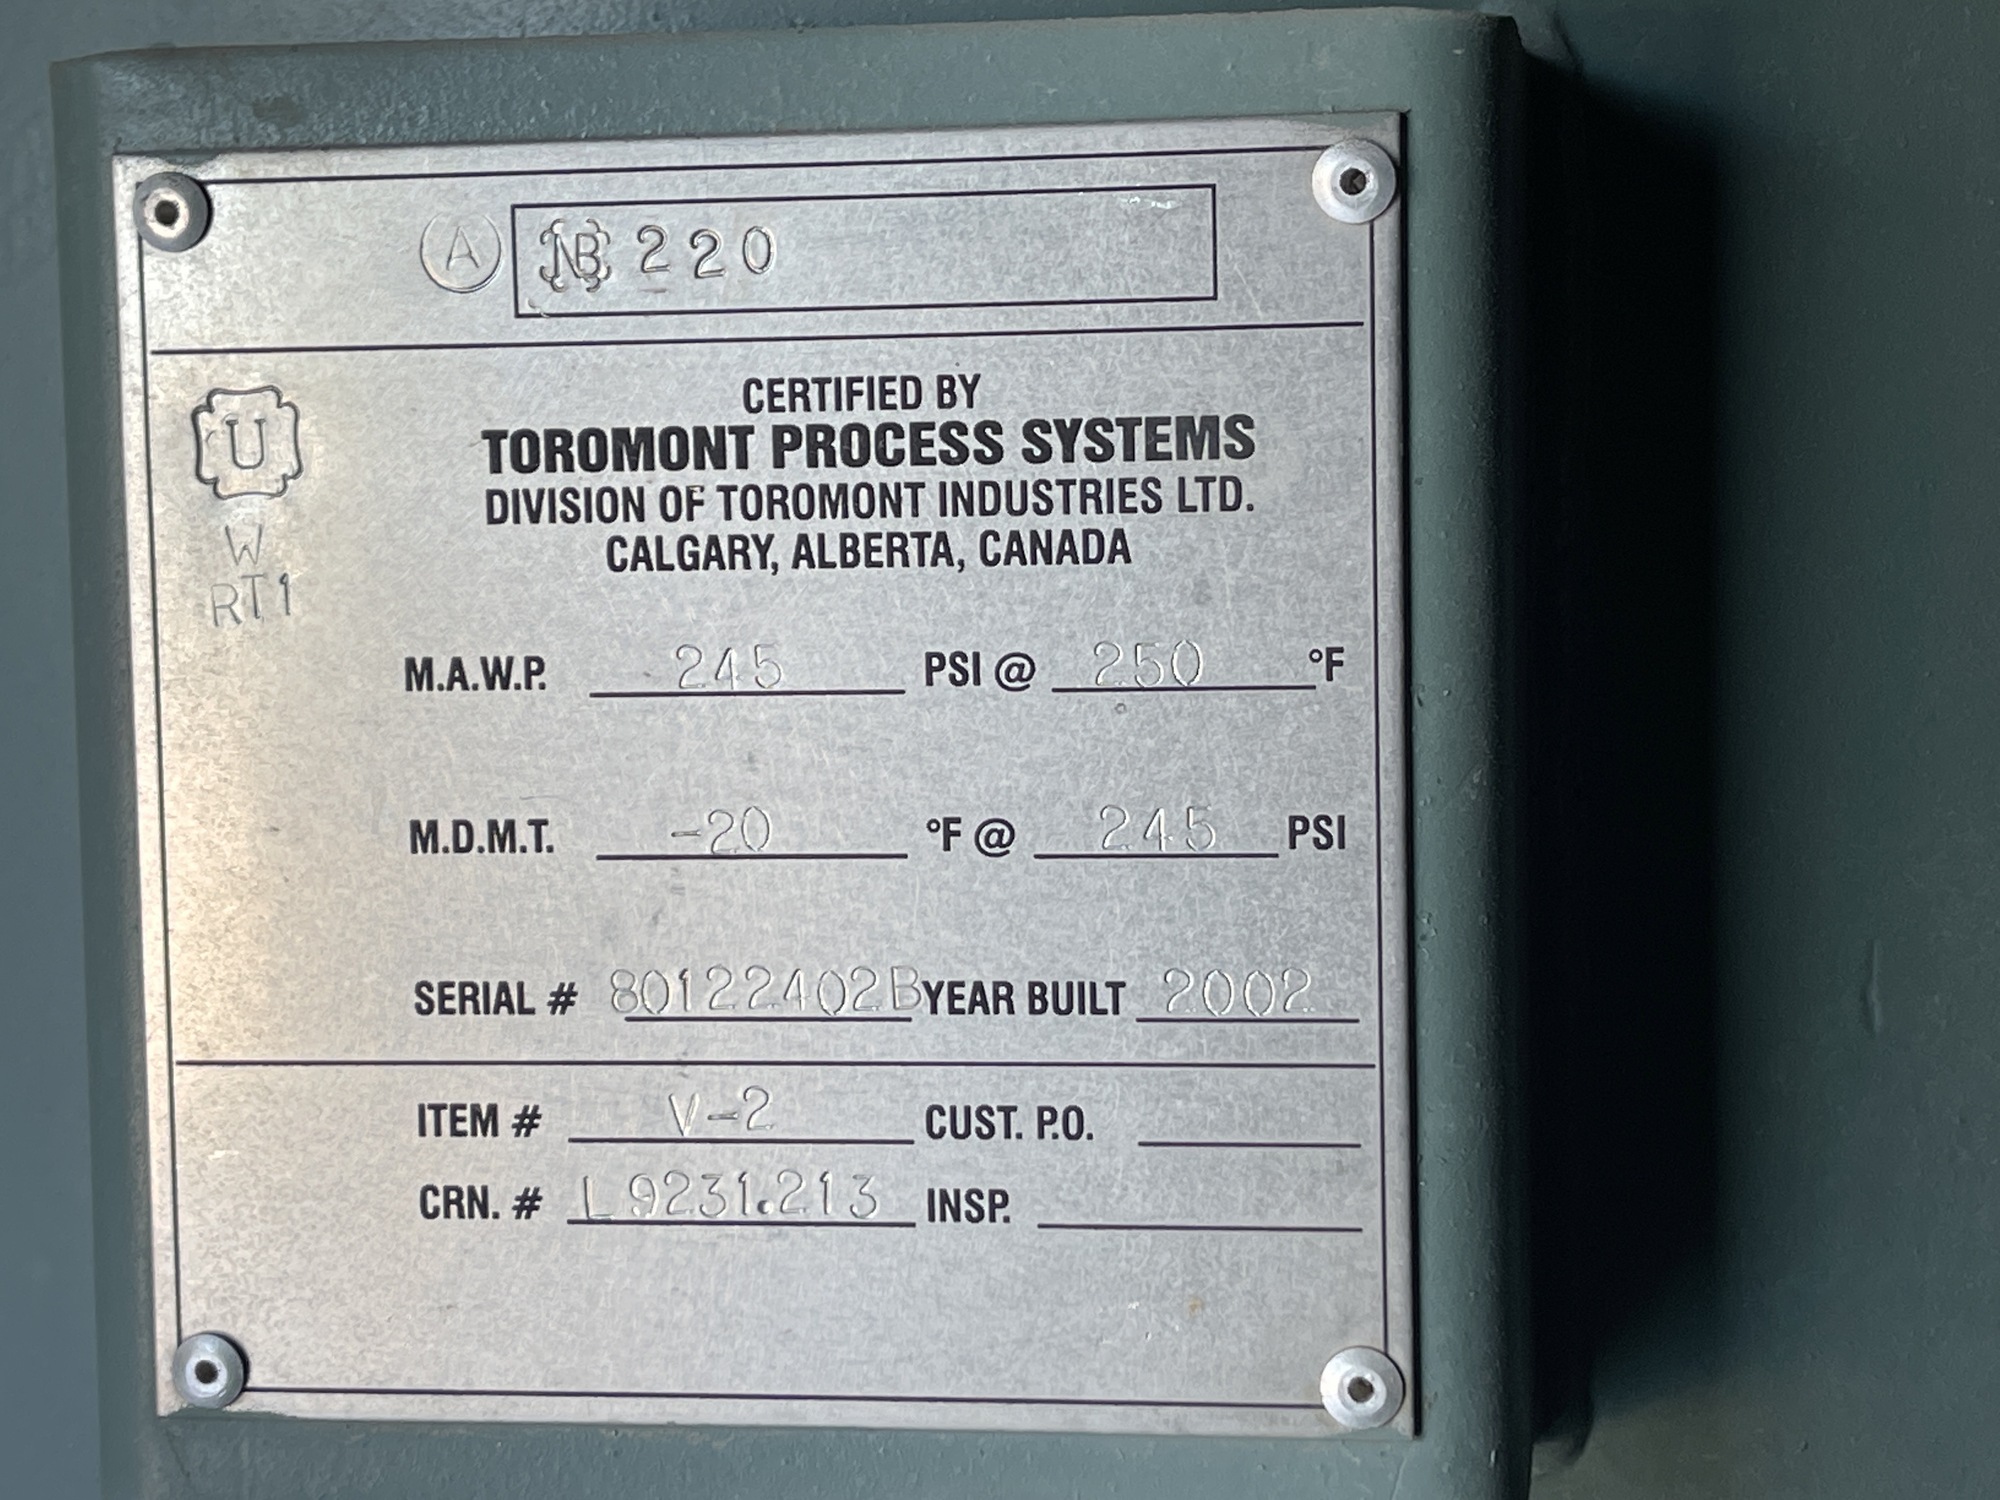 A NB 220
U
W
RT1
CERTIFIED BY
TOROMONT PROCESS SYSTEMS
DIVISION OF TOROMONT INDUSTRIES LTD.
CALGARY, ALBERTA, CANADA
M.A.W.P. 245 PSI @ 250 °F
M.D.M.T. -20 °F @ 245 PSI
SERIAL # 80122402B YEAR BUILT 2002
ITEM # V-2 CUST. P.O.
CRN. # L9231.213 INSP.